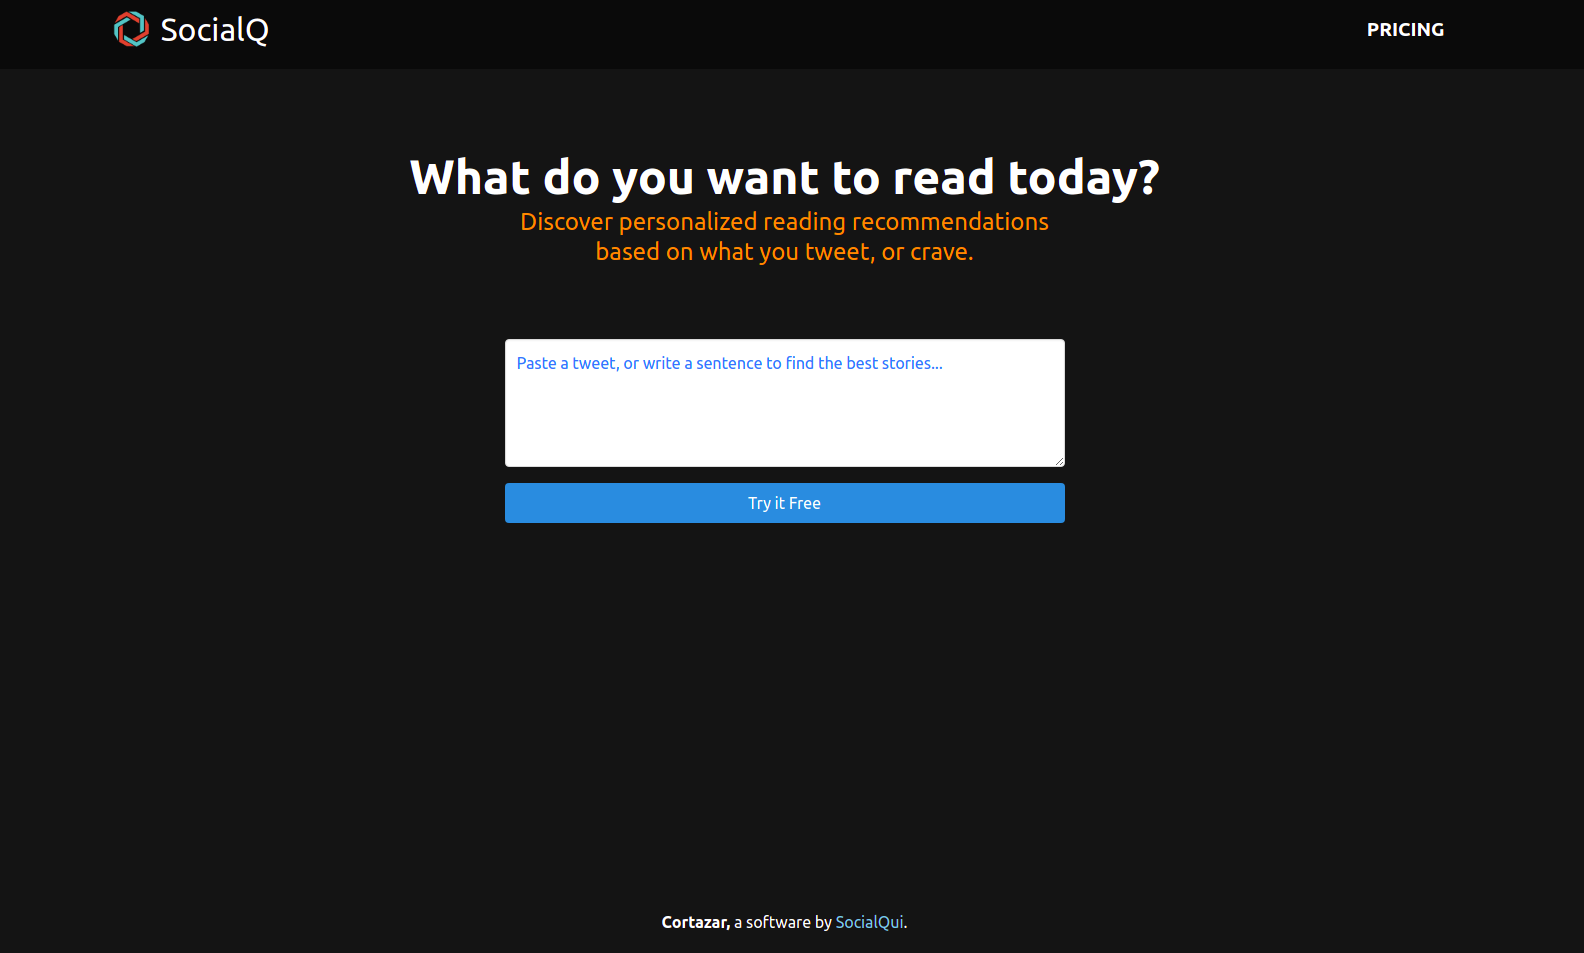 SocialQ
PRICING
What do you want to read today?
Discover personalized reading recommendations
based on what you tweet, or crave.
Paste a tweet, or write a sentence to find the best stories...
Try it Free
Cortazar, a software by SocialQui.